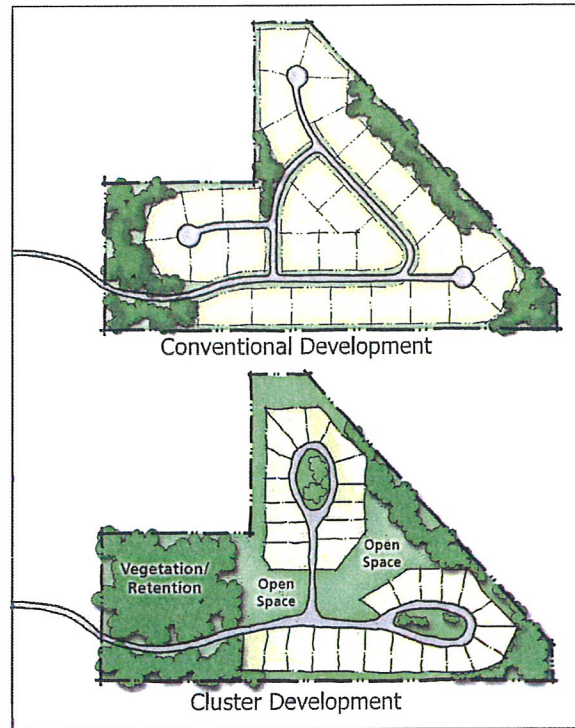 Conventional Development
Vegetation/
Retention
Open
Space
Open
Space
Cluster Development